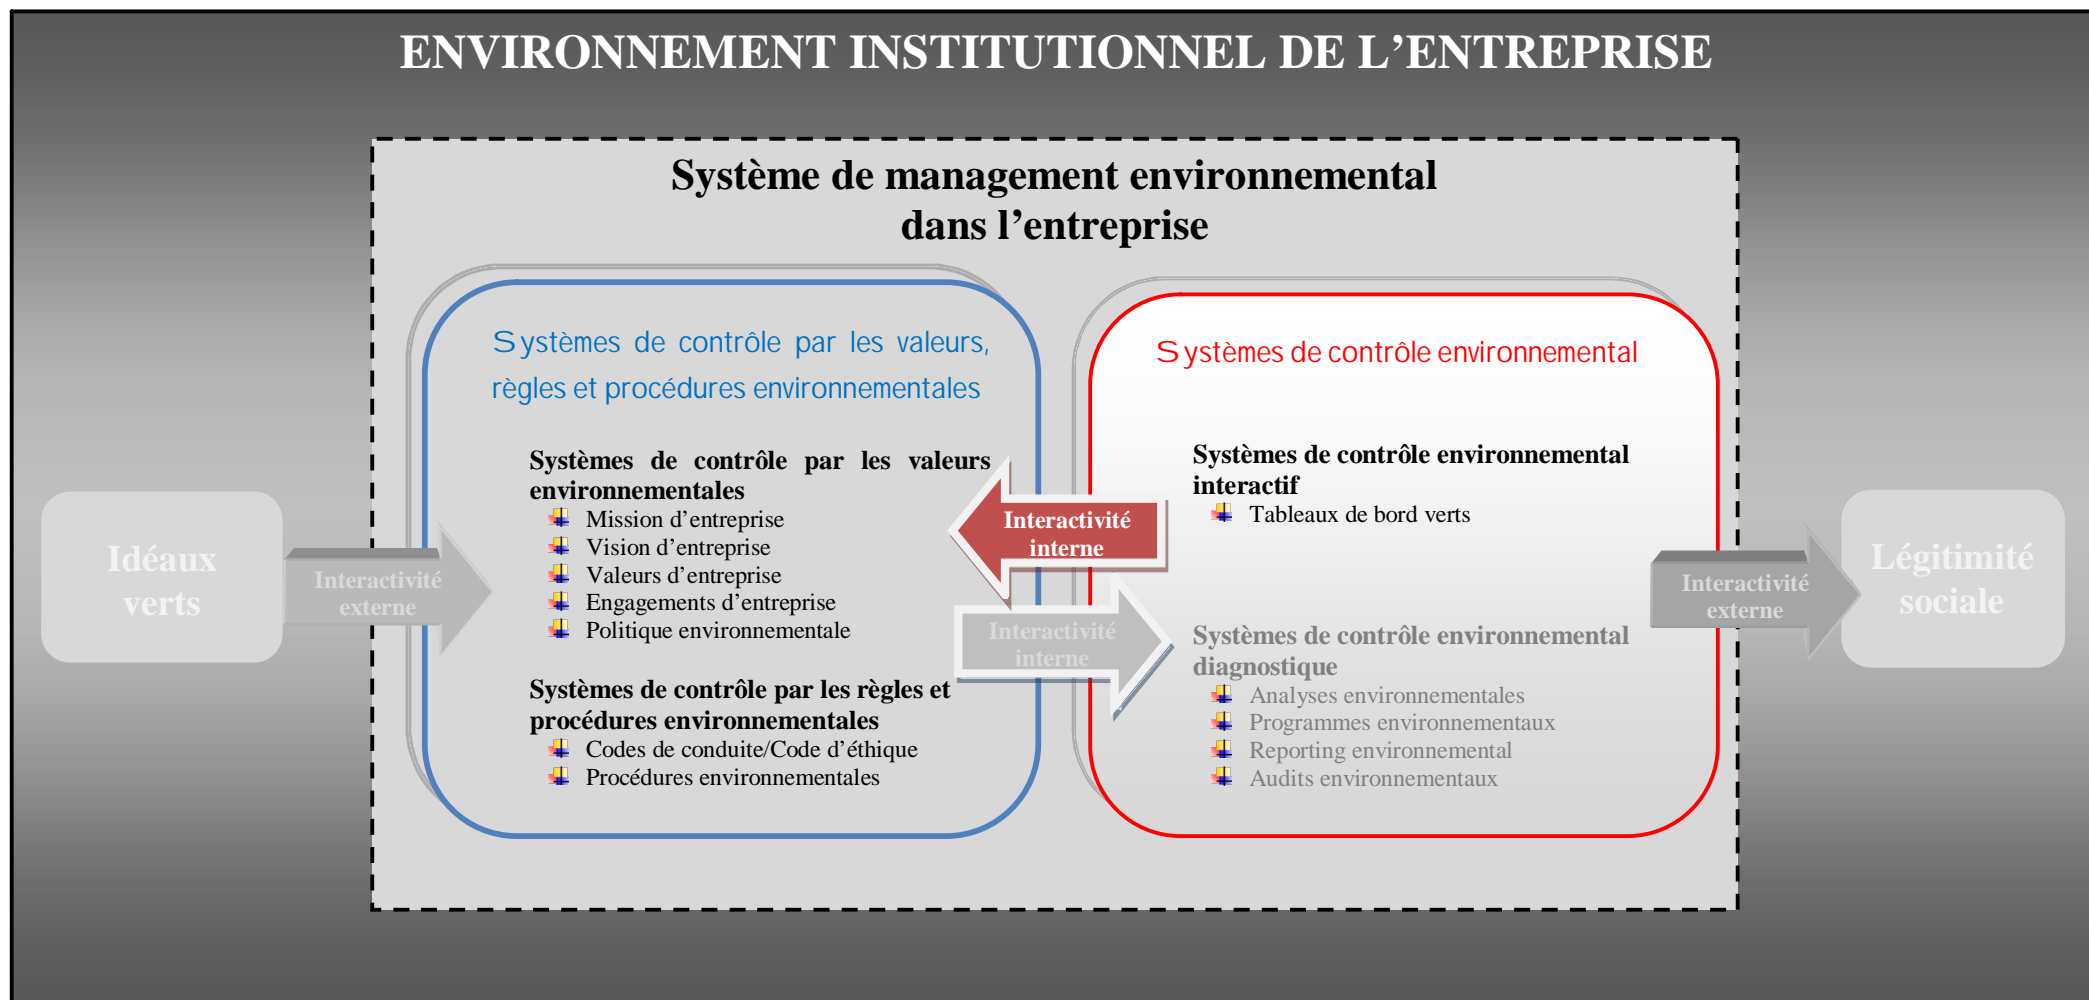 ENVIRONNEMENT INSTITUTIONNEL DE L’ENTREPRISE
Système de management environnemental
dans l’entreprise
Idéaux
verts
Interactivité
externe
Systèmes de contrôle par les valeurs,
règles et procédures environnementales
Systèmes de contrôle par les valeurs
environnementales
Mission d’entreprise
Vision d’entreprise
Valeurs d’entreprise
Engagements d’entreprise
Politique environnementale
Systèmes de contrôle par les règles et
procédures environnementales
Codes de conduite/Code d’éthique
Procédures environnementales
Interactivité
interne
Interactivité
interne
Systèmes de contrôle environnemental
Systèmes de contrôle environnemental
interactif
Tableaux de bord verts
Systèmes de contrôle environnemental
diagnostique
Analyses environnementales
Programmes environnementaux
Reporting environnemental
Audits environnementaux
Interactivité
externe
Légitimité
sociale